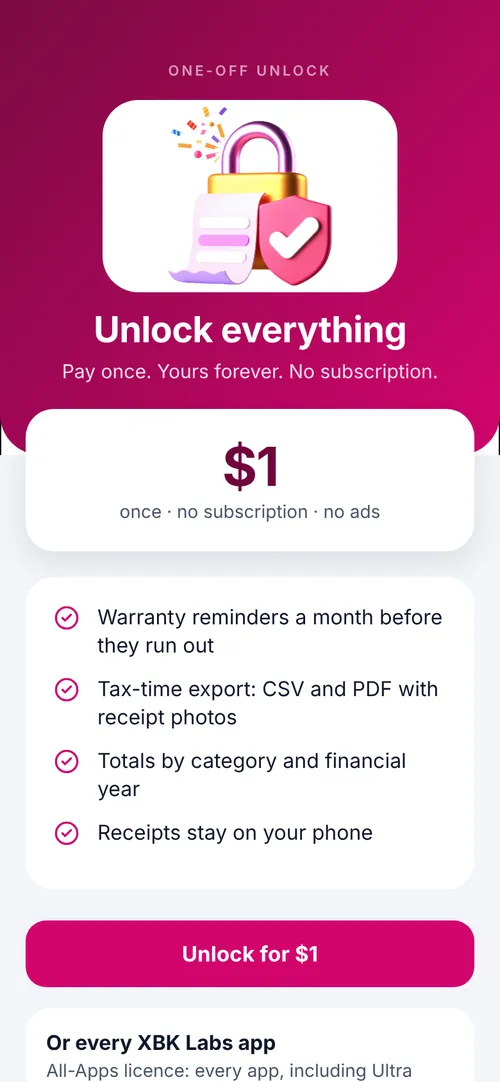 ONE-OFF UNLOCK
Unlock everything
Pay once. Yours forever. No subscription.
$1
once · no subscription · no ads
Warranty reminders a month before
they run out
Tax-time export: CSV and PDF with
receipt photos
Totals by category and financial
year
Receipts stay on your phone
Unlock for $1
Or every XBK Labs app
All-Apps licence: every app, including Ultra